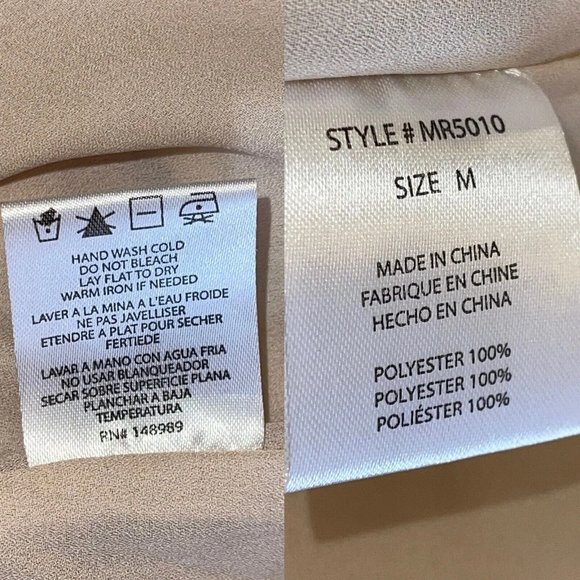 HAND WASH COLD
DO NOT BLEACH
LAY FLAT TO DRY
WARM IRON IF NEEDED
LAVER A LA MINA A L'EAU FROIDE
NE PAS JAVELLISER
ETENDRE A PLAT POUR SECHER
FERTIEDE
LAVAR A MANO CON AGUA FRIA
NO USAR BLANQUEADOR
SECAR SOBRE SUPERFICIE PLANA
PLANCHAR A BAJA
TEMPERATURA
RN# 148989
STYLE # MR5010
SIZE M
MADE IN CHINA
FABRIQUE EN CHINE
HECHO EN CHINA
POLYESTER 100%
POLYESTER 100%
POLIÉSTER 100%